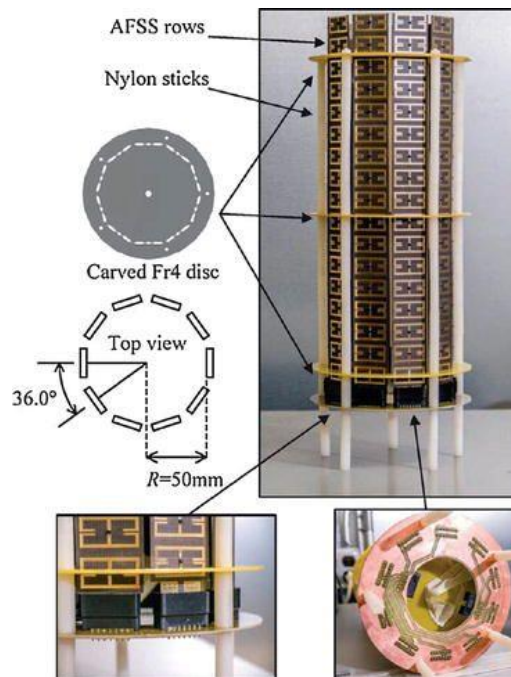 AFSS rows
Nylon sticks
Carved Fr4 disc
Top view
36.0°
R=50mm